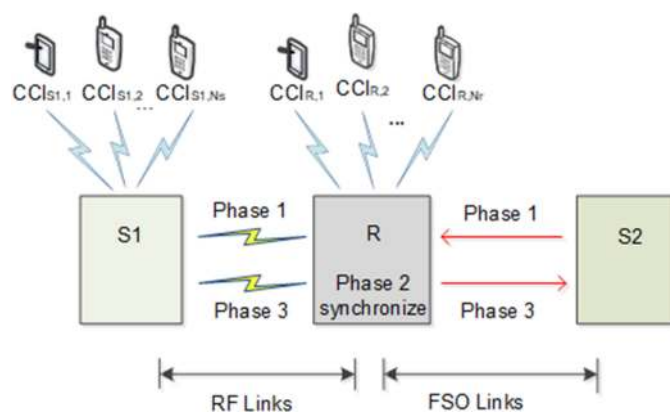 CCIS1,1 CCIS1,2 ... CCIS1,Ns CCIR,1 CCIR,2 ... CCIR,Nr
Phase 1 Phase 1
S1 R S2
Phase 2
synchronize
Phase 3 Phase 3
RF Links FSO Links